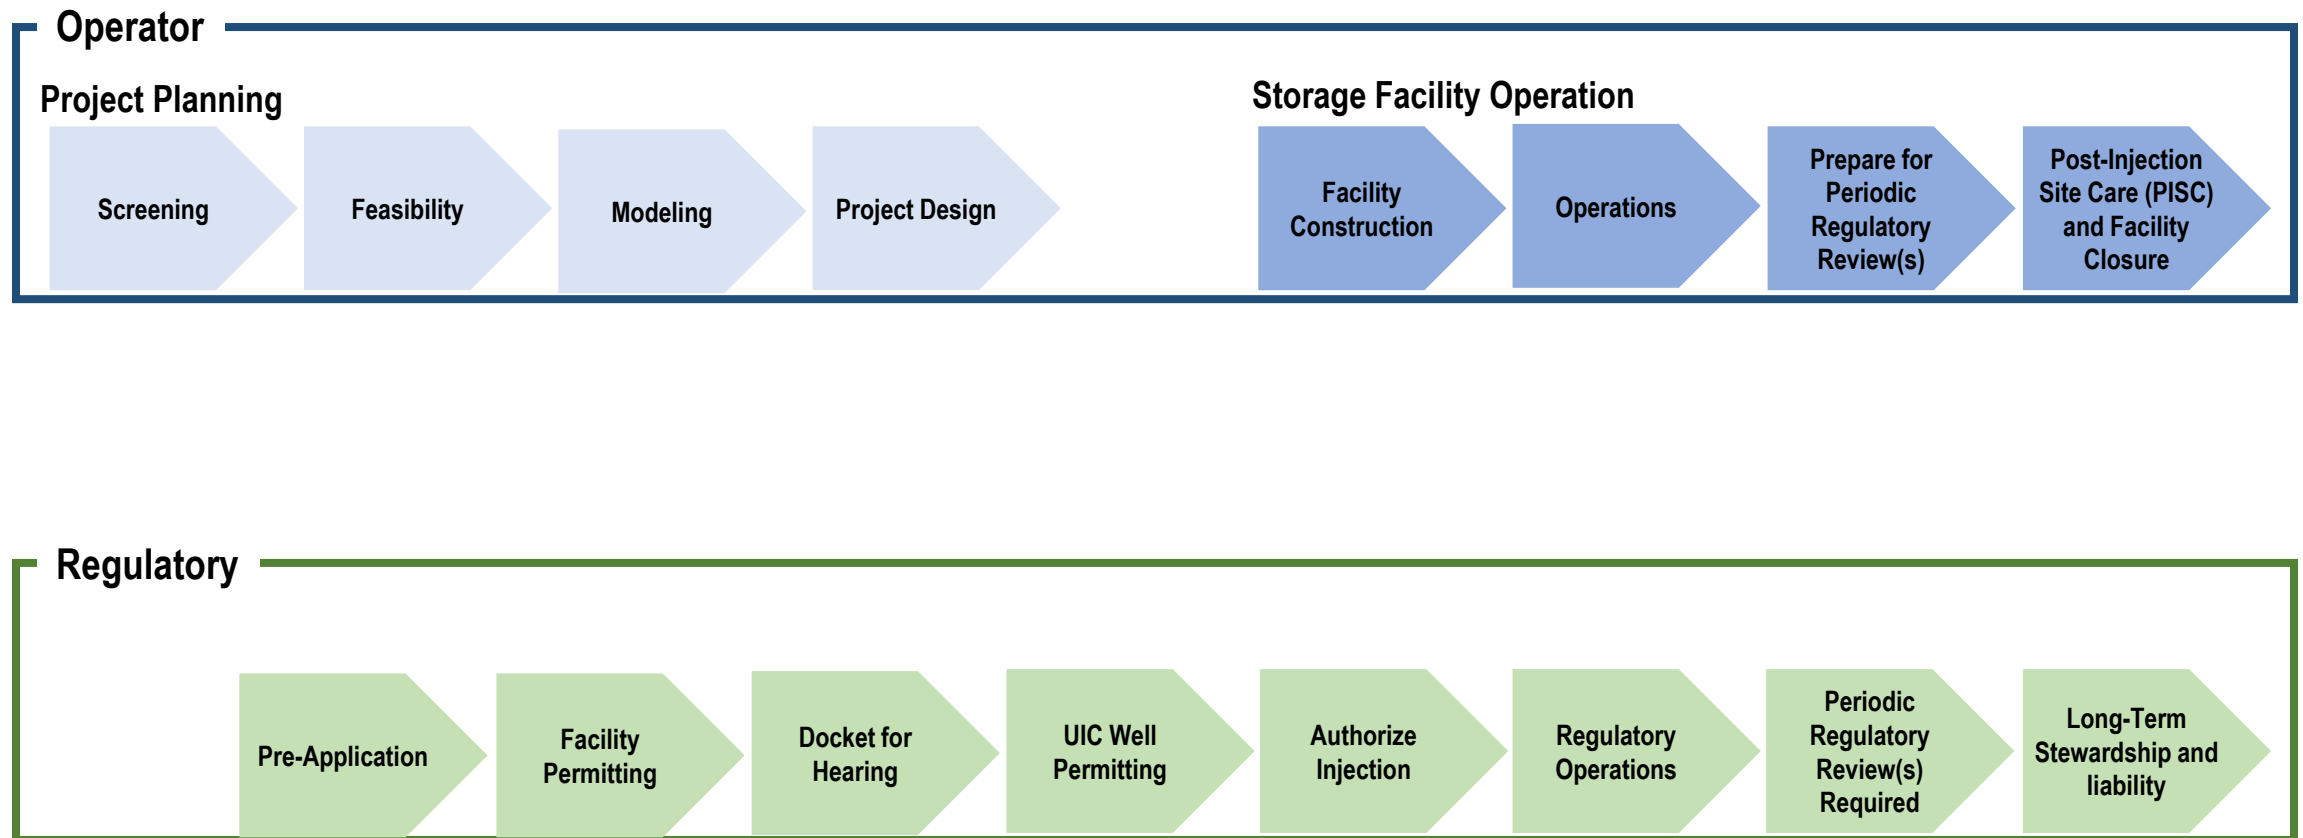 Operator
Project Planning
Storage Facility Operation
Screening
Feasibility
Modeling
Project Design
Facility
Construction
Operations
Prepare for
Periodic
Regulatory
Review(s)
Post-Injection
Site Care (PISC)
and Facility
Closure
Regulatory
Pre-Application
Facility
Permitting
Docket for
Hearing
UIC Well
Permitting
Authorize
Injection
Regulatory
Operations
Periodic
Regulatory
Review(s)
Required
Long-Term
Stewardship and
liability